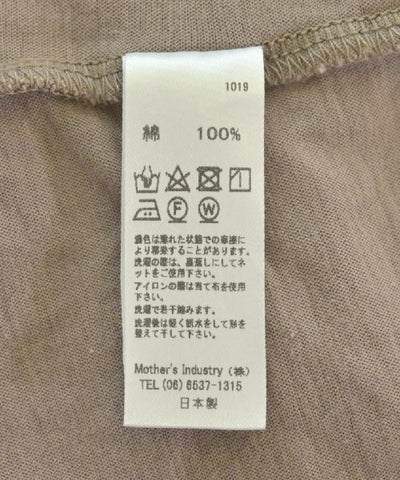 1019
綿 100%
F W
濃色は濡れた状態での摩擦に
より移染することがあります。
洗濯の際は、裏返しにしてネ
ットをご使用下さい。
アイロンの際は当て布を使用
下さい。
洗濯で若干縮みます。
洗濯後は軽く脱水をして形を
整えて干して下さい。
Mother's Industry (株)
TEL (06) 6537-1315
日本製